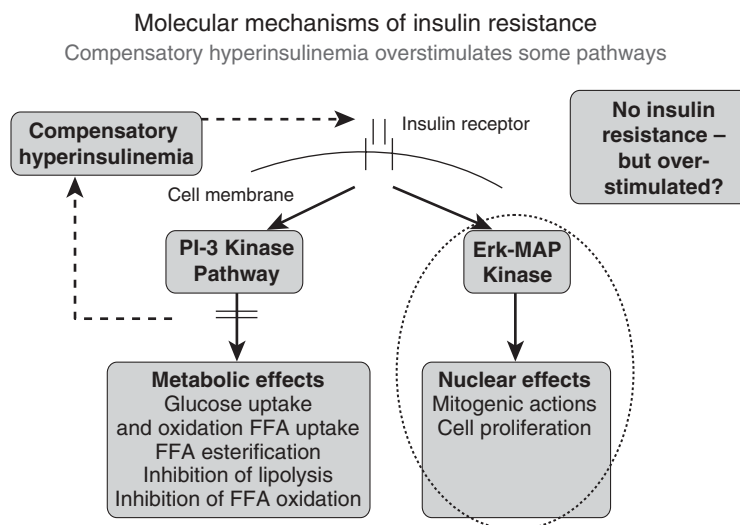 Molecular mechanisms of insulin resistance
Compensatory hyperinsulinemia overstimulates some pathways
Compensatory
hyperinsulinemia
Insulin receptor
No insulin
resistance –
but over-
stimulated?
Cell membrane
PI-3 Kinase
Pathway
Erk-MAP
Kinase
Metabolic effects
Glucose uptake
and oxidation FFA uptake
FFA esterification
Inhibition of lipolysis
Inhibition of FFA oxidation
Nuclear effects
Mitogenic actions
Cell proliferation